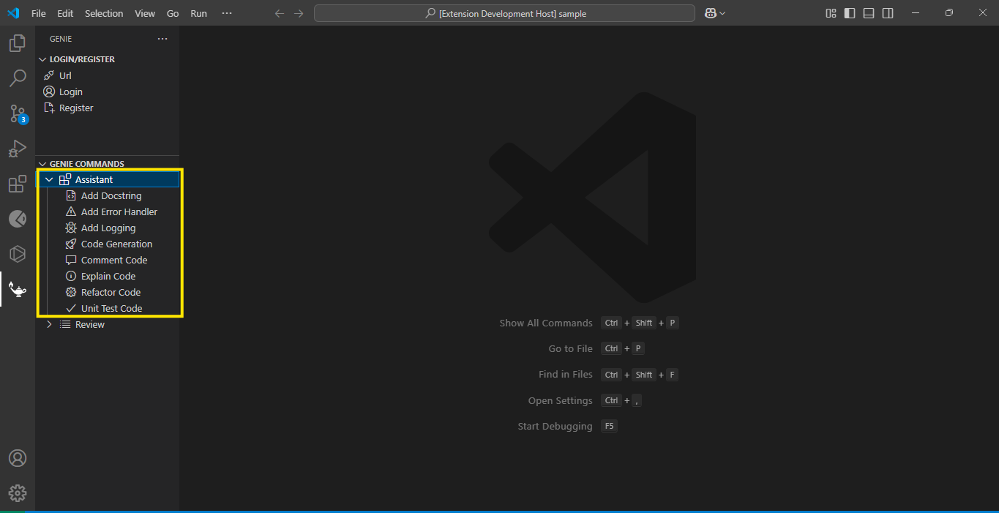 File Edit Selection View Go Run ···
[Extension Development Host] sample
GENIE ···
LOGIN/REGISTER
Url
Login
Register
3
GENIE COMMANDS
Assistant
Add Docstring
Add Error Handler
Add Logging
Code Generation
Comment Code
Explain Code
Refactor Code
Unit Test Code
Review
Show All Commands Ctrl + Shift + P
Go to File Ctrl + P
Find in Files Ctrl + Shift + F
Open Settings Ctrl + ,
Start Debugging F5